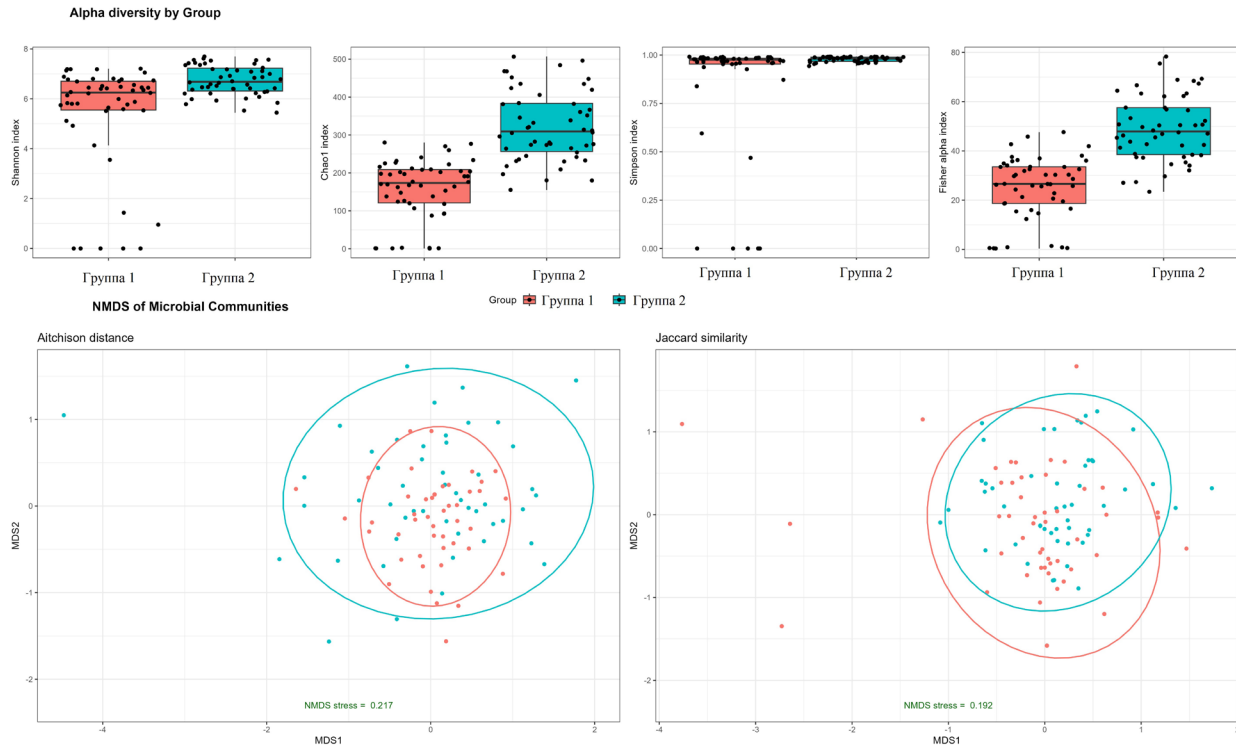 Alpha diversity by Group
Shannon index
8
6
4
2
0
Группа 1 Группа 2
Chao1 index
500
400
300
200
100
0
Группа 1 Группа 2
Simpson index
1.00
0.75
0.50
0.25
0.00
Группа 1 Группа 2
Fisher alpha index
80
60
40
20
0
Группа 1 Группа 2
Group Группа 1 Группа 2
NMDS of Microbial Communities
Aitchison distance
MDS2
1
0
-1
-2
NMDS stress = 0.217
-4 -2 0 2
MDS1
Jaccard similarity
MDS2
1
0
-1
-2
NMDS stress = 0.192
-4 -3 -2 -1 0 1 2
MDS1